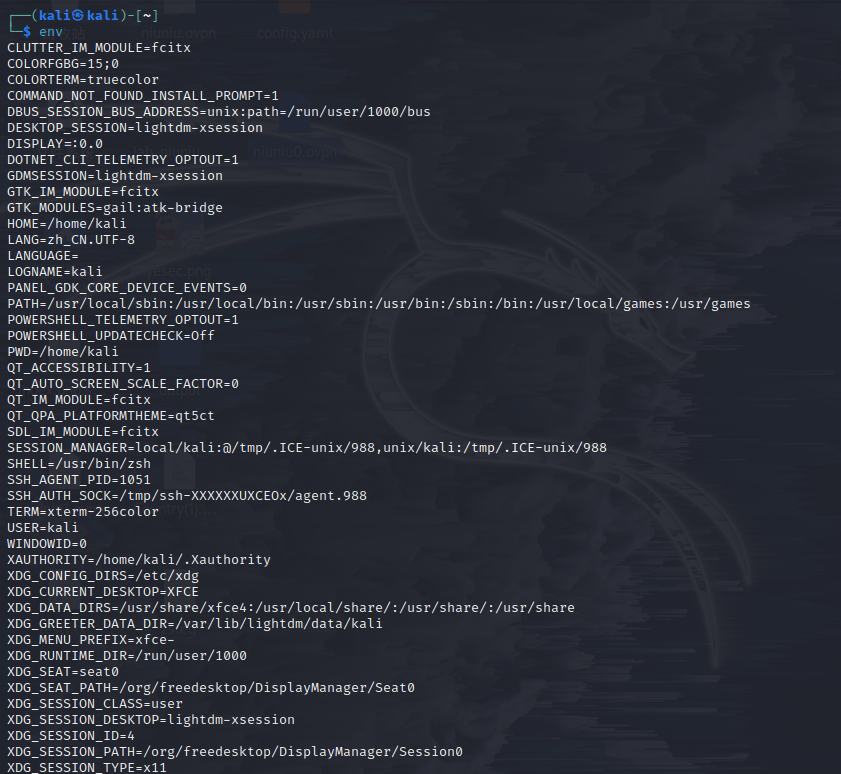 ┌──(kali㉿kali)-[~]
└─$ env
CLUTTER_IM_MODULE=fcitx
COLORFGBG=15;0
COLORTERM=truecolor
COMMAND_NOT_FOUND_INSTALL_PROMPT=1
DBUS_SESSION_BUS_ADDRESS=unix:path=/run/user/1000/bus
DESKTOP_SESSION=lightdm-xsession
DISPLAY=:0.0
DOTNET_CLI_TELEMETRY_OPTOUT=1
GDMSESSION=lightdm-xsession
GTK_IM_MODULE=fcitx
GTK_MODULES=gail:atk-bridge
HOME=/home/kali
LANG=zh_CN.UTF-8
LANGUAGE=
LOGNAME=kali
PANEL_GDK_CORE_DEVICE_EVENTS=0
PATH=/usr/local/sbin:/usr/local/bin:/usr/sbin:/usr/bin:/sbin:/bin:/usr/local/games:/usr/games
POWERSHELL_TELEMETRY_OPTOUT=1
POWERSHELL_UPDATECHECK=Off
PWD=/home/kali
QT_ACCESSIBILITY=1
QT_AUTO_SCREEN_SCALE_FACTOR=0
QT_IM_MODULE=fcitx
QT_QPA_PLATFORMTHEME=qt5ct
SDL_IM_MODULE=fcitx
SESSION_MANAGER=local/kali:@/tmp/.ICE-unix/988,unix/kali:/tmp/.ICE-unix/988
SHELL=/usr/bin/zsh
SSH_AGENT_PID=1051
SSH_AUTH_SOCK=/tmp/ssh-XXXXXXUXCEOx/agent.988
TERM=xterm-256color
USER=kali
WINDOWID=0
XAUTHORITY=/home/kali/.Xauthority
XDG_CONFIG_DIRS=/etc/xdg
XDG_CURRENT_DESKTOP=XFCE
XDG_DATA_DIRS=/usr/share/xfce4:/usr/local/share/:/usr/share/:/usr/share
XDG_GREETER_DATA_DIR=/var/lib/lightdm/data/kali
XDG_MENU_PREFIX=xfce-
XDG_RUNTIME_DIR=/run/user/1000
XDG_SEAT=seat0
XDG_SEAT_PATH=/org/freedesktop/DisplayManager/Seat0
XDG_SESSION_CLASS=user
XDG_SESSION_DESKTOP=lightdm-xsession
XDG_SESSION_ID=4
XDG_SESSION_PATH=/org/freedesktop/DisplayManager/Session0
XDG_SESSION_TYPE=x11